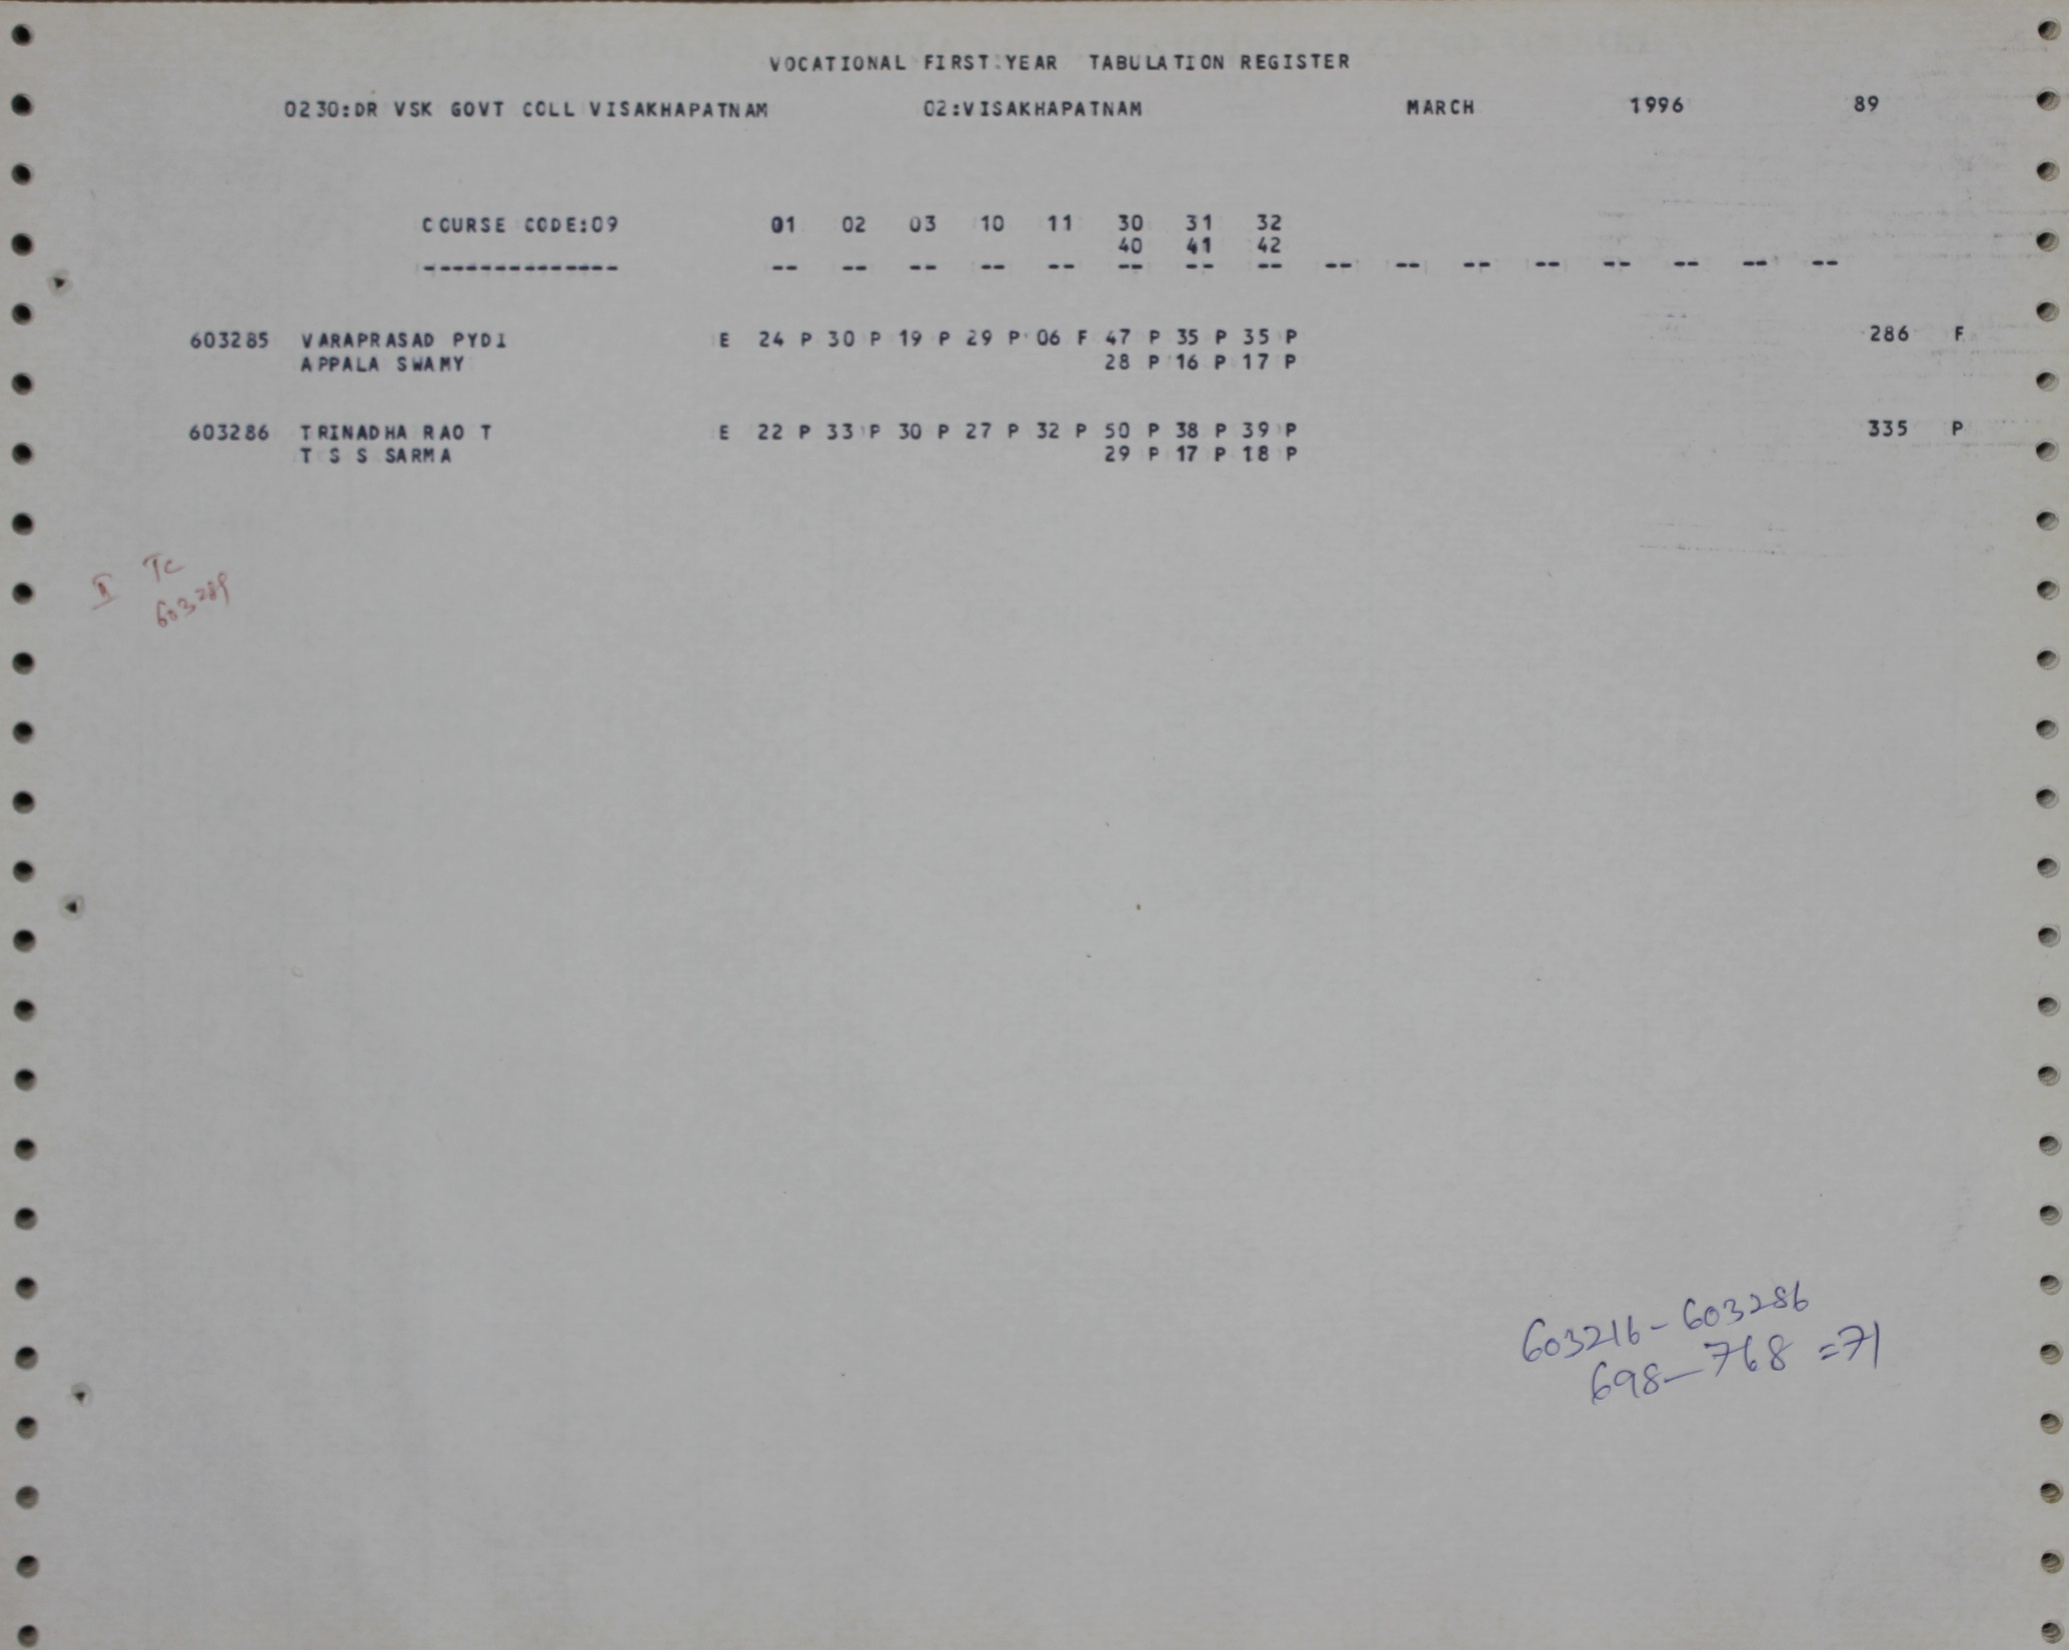 VOCATIONAL FIRST YEAR TABULATION REGISTER
0230:DR VSK GOVT COLL VISAKHAPATNAM 02:VISAKHAPATNAM MARCH 1996 89
COURSE CODE:09 01 02 03 10 11 30 31 32
40 41 42
-------------- -- -- -- -- -- -- -- -- -- -- -- -- -- -- -- --
603285 VARAPRASAD PYDI E 24 P 30 P 19 P 29 P 06 F 47 P 35 P 35 P 286 F
APPALA SWAMY 28 P 16 P 17 P
603286 TRINADHA RAO T E 22 P 33 P 30 P 27 P 32 P 50 P 38 P 39 P 335 P
T S S SARMA 29 P 17 P 18 P
II Tc
603289
603216-603286
698-768 =71